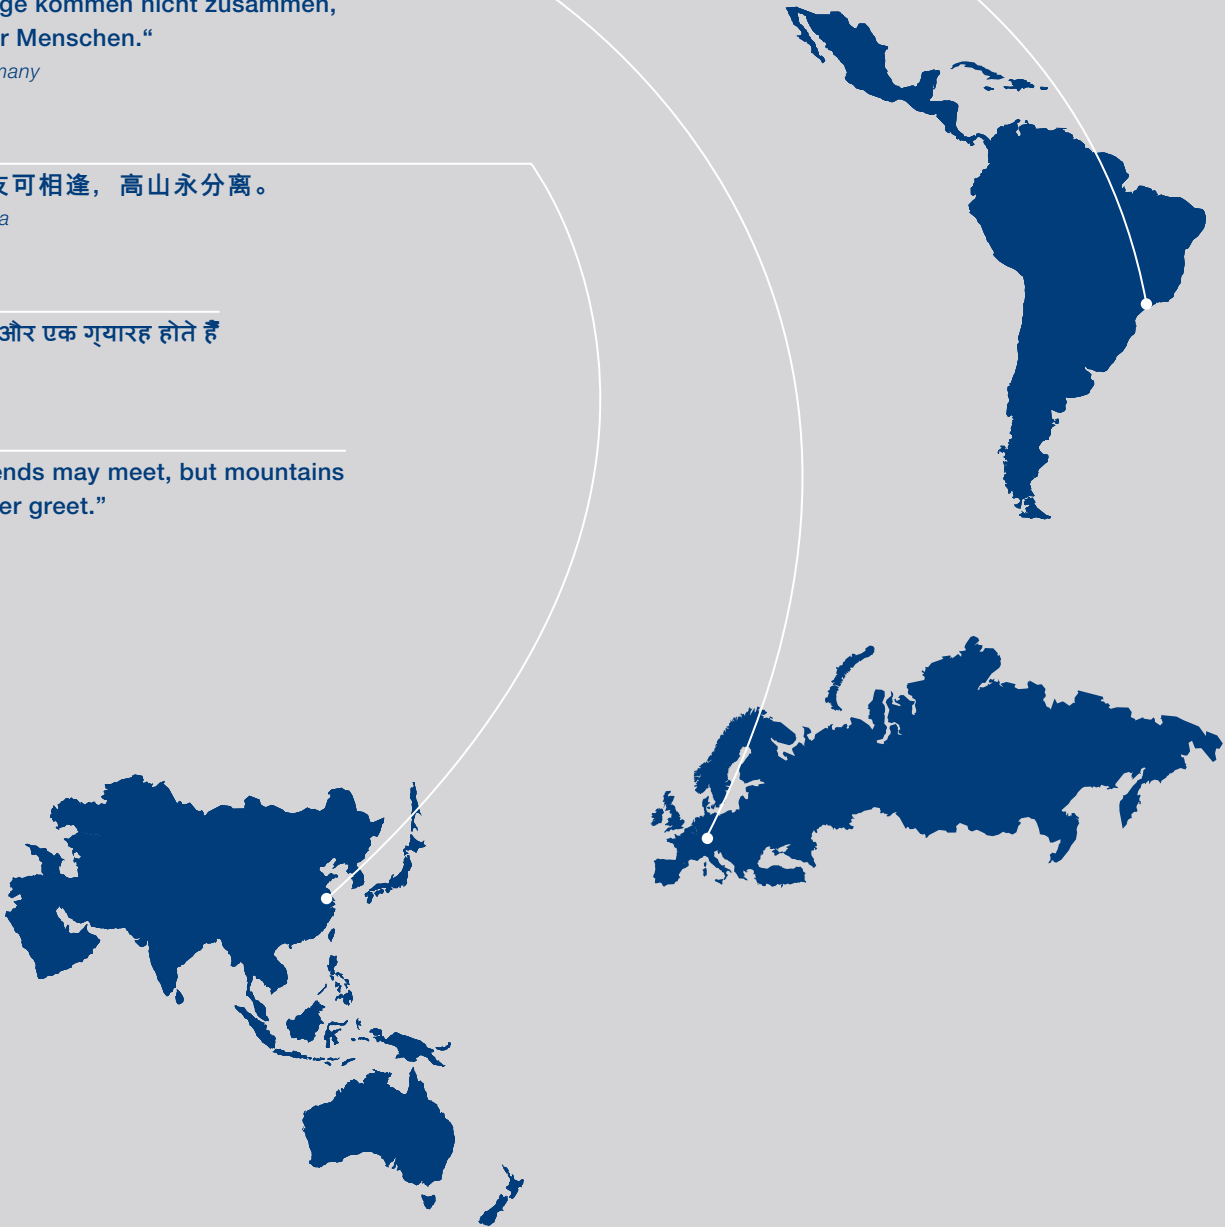 ge kommen nicht zusammen,
r Menschen.“
many
友可相逢，高山永分离。
a
और एक ग्यारह होते हैं
ends may meet, but mountains
er greet.”